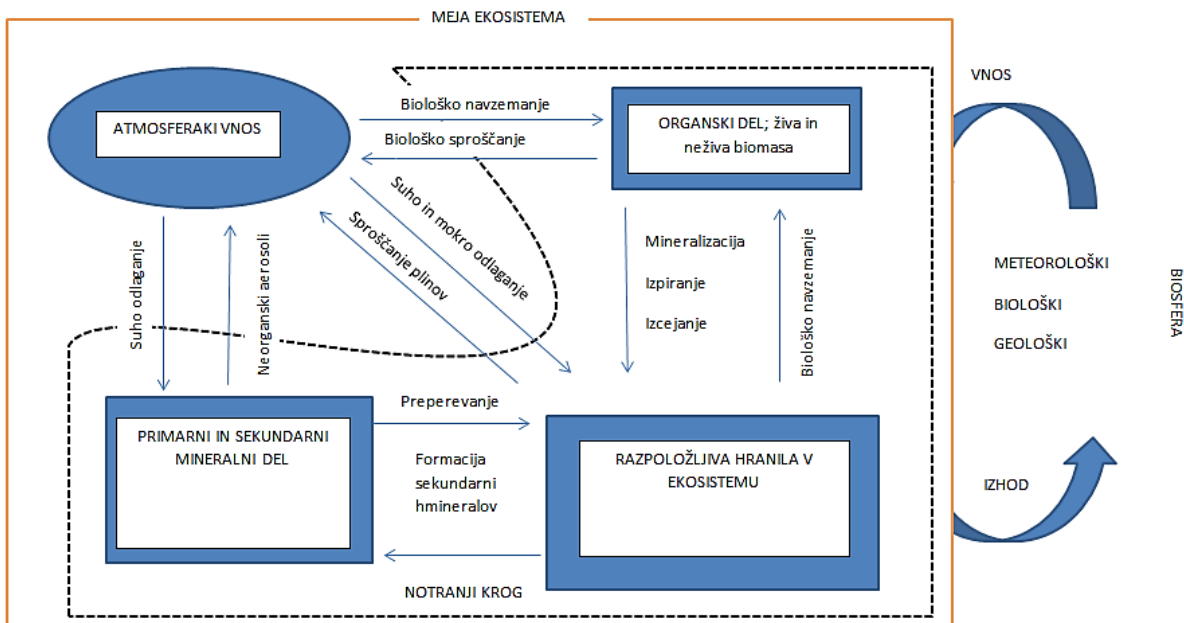 MEJA EKOSISTEMA
VNOS
ATMOSFERAKI VNOS
Biološko navzemanje
Biološko sproščanje
ORGANSKI DEL; živa in
neživa biomasa
Suho in mokro odlaganje
Sproščanje plinov
Suho odlaganje
Neorganski aerosoli
Mineralizacija
Izpiranje
Izcejanje
Biološko navzemanje
METEOROLOŠKI
BIOLOŠKI
GEOLOŠKI
BIOSFERA
PRIMARNI IN SEKUNDARNI
MINERALNI DEL
Preperevanje
Formacija
sekundarni
hmineralov
RAZPOLOŽLJIVA HRANILA V
EKOSISTEMU
IZHOD
NOTRANJI KROG